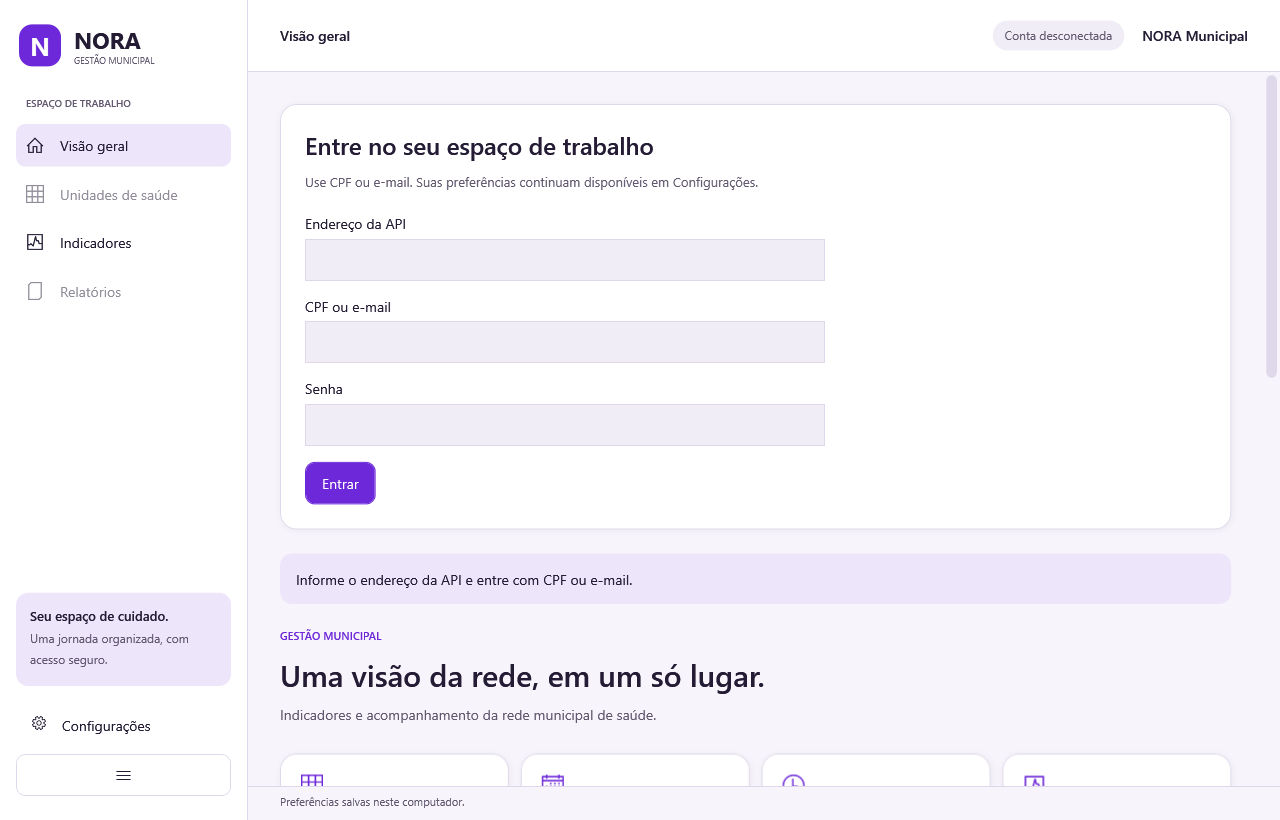 N
NORA
GESTÃO MUNICIPAL
ESPAÇO DE TRABALHO
Visão geral
Unidades de saúde
Indicadores
Relatórios
Seu espaço de cuidado.
Uma jornada organizada, com
acesso seguro.
Configurações
Visão geral
Conta desconectada
NORA Municipal
Entre no seu espaço de trabalho
Use CPF ou e-mail. Suas preferências continuam disponíveis em Configurações.
Endereço da API
CPF ou e-mail
Senha
Entrar
Informe o endereço da API e entre com CPF ou e-mail.
GESTÃO MUNICIPAL
Uma visão da rede, em um só lugar.
Indicadores e acompanhamento da rede municipal de saúde.
Preferências salvas neste computador.